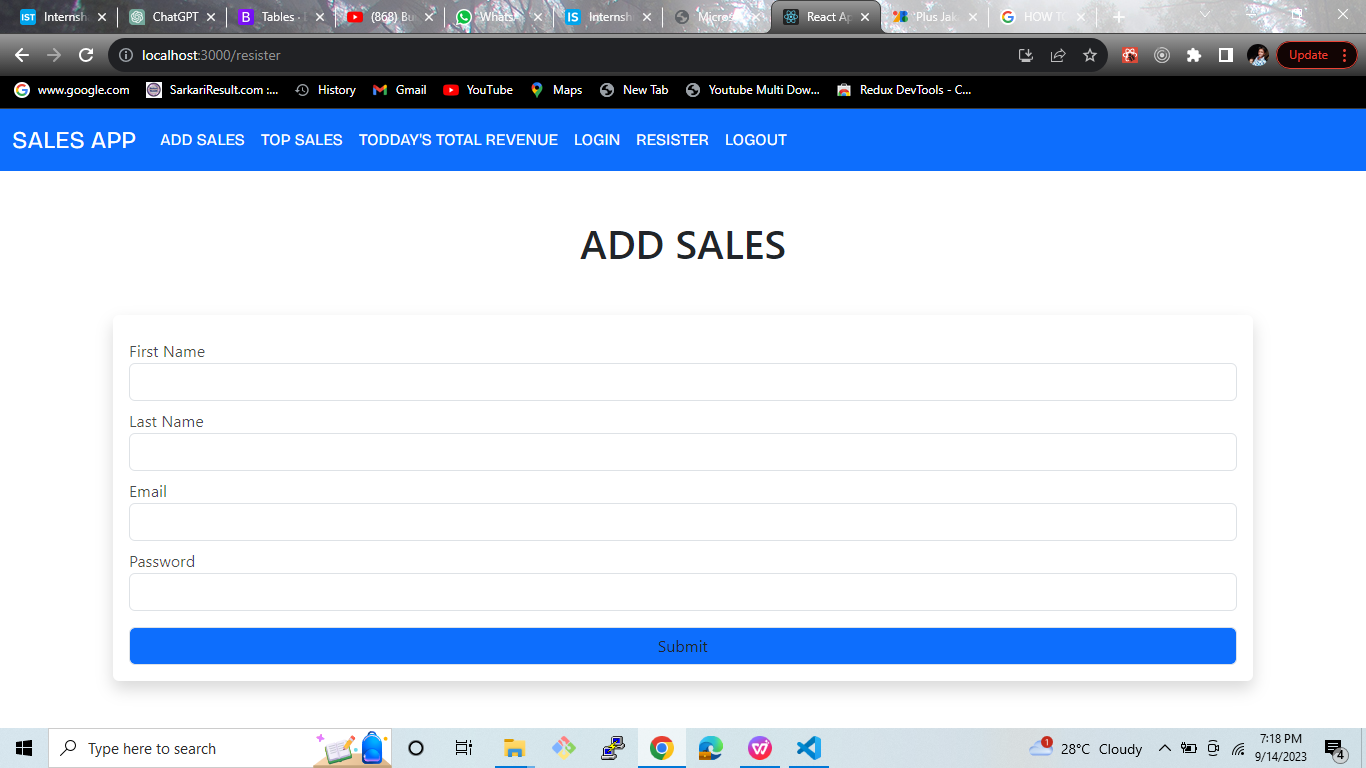 Internsh
ChatGPT
Tables -
(868) Bu
WhatsA
Internsh
Micros
React Ap
'Plus Jak
HOW T
localhost:3000/resister
Update
www.google.com
SarkariResult.com :...
History
Gmail
YouTube
Maps
New Tab
Youtube Multi Dow...
Redux DevTools - C...
SALES APP
ADD SALES
TOP SALES
TODDAY'S TOTAL REVENUE
LOGIN
RESISTER
LOGOUT
ADD SALES
First Name
Last Name
Email
Password
Submit
Type here to search
1
28°C Cloudy
7:18 PM
9/14/2023
4